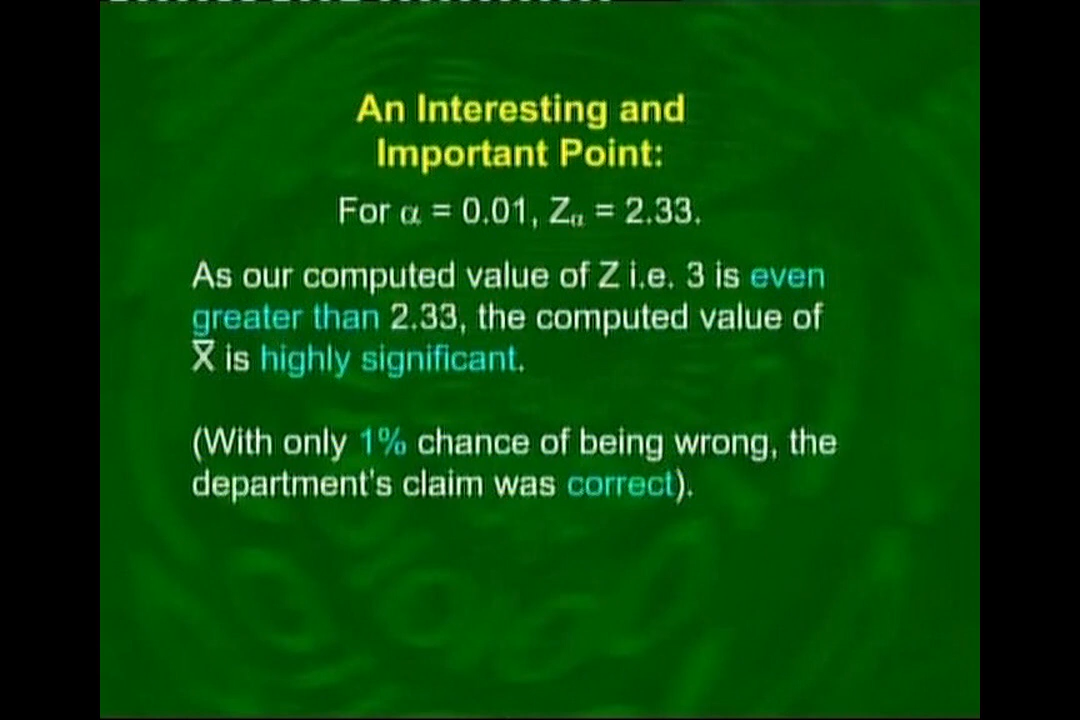 An Interesting and
Important Point:
For α = 0.01, Zα = 2.33.
As our computed value of Z i.e. 3 is even
greater than 2.33, the computed value of
X̅ is highly significant.
(With only 1% chance of being wrong, the
department's claim was correct).